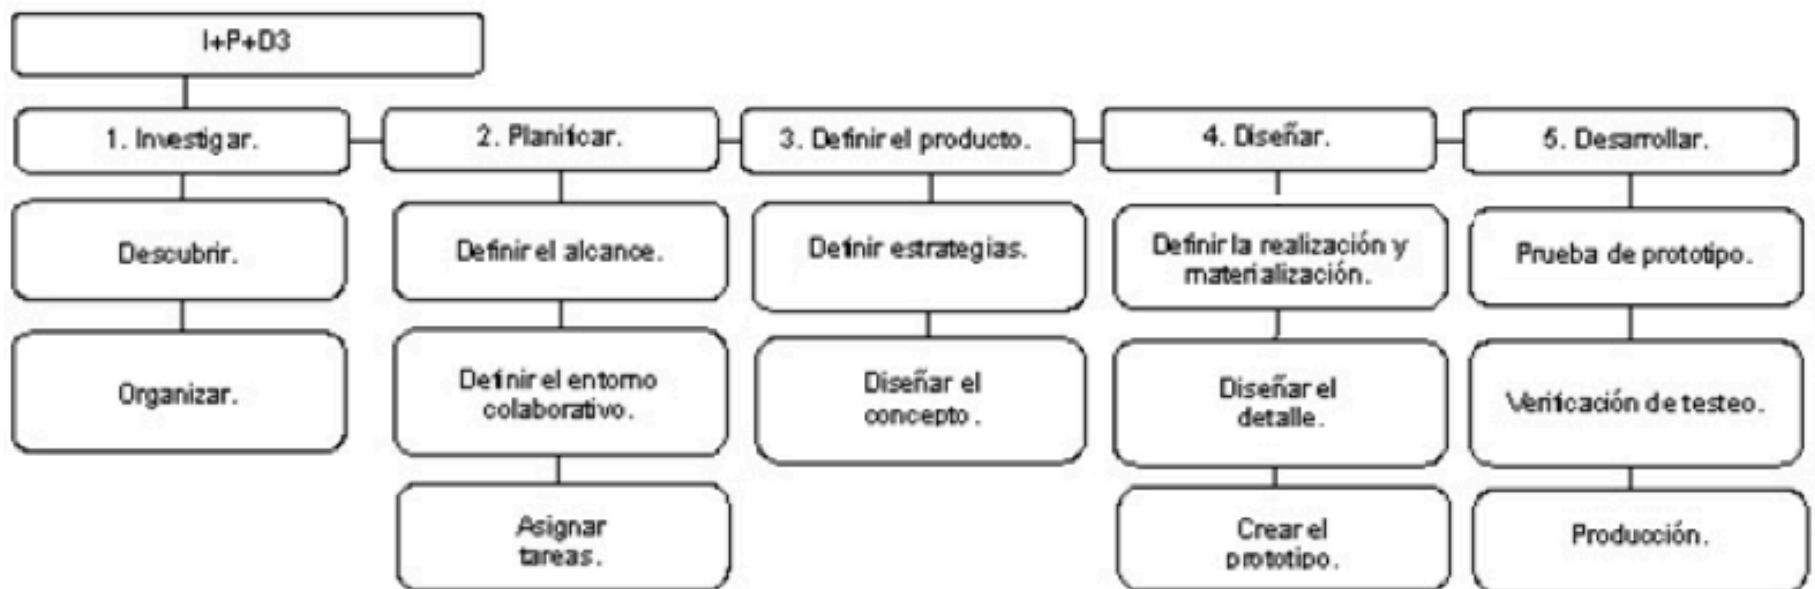 I+P+D3
1. Investigar.
2. Planificar.
3. Definir el producto.
4. Diseñar.
5. Desarrollar.
Descubrir.
Definir el alcance.
Definir estrategias.
Definir la realización y
materialización.
Prueba de prototipo.
Organizar.
Definir el entorno
colaborativo.
Diseñar el
concepto.
Diseñar el
detalle.
Verificación de testeo.
Asignar
tareas.
Crear el
prototipo.
Producción.